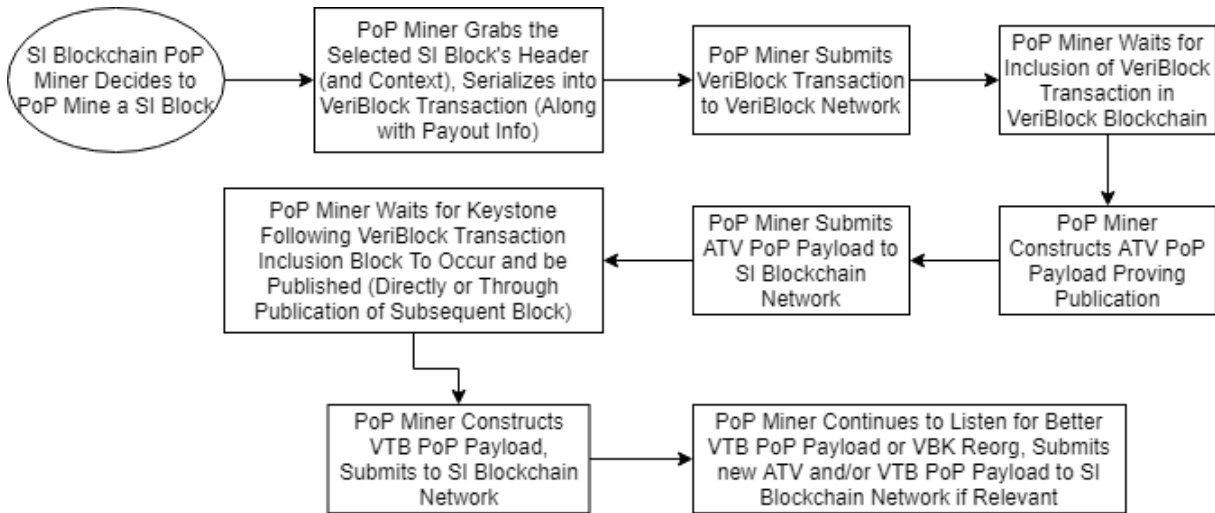 SI Blockchain PoP
Miner Decides to
PoP Mine a SI Block
PoP Miner Grabs the
Selected SI Block's Header
(and Context), Serializes into
VeriBlock Transaction (Along
with Payout Info)
PoP Miner Submits
VeriBlock Transaction
to VeriBlock Network
PoP Miner Waits for
Inclusion of VeriBlock
Transaction in
VeriBlock Blockchain
PoP Miner
Constructs ATV PoP
Payload Proving
Publication
PoP Miner Submits
ATV PoP Payload to
SI Blockchain
Network
PoP Miner Waits for Keystone
Following VeriBlock Transaction
Inclusion Block To Occur and be
Published (Directly or Through
Publication of Subsequent Block)
PoP Miner Constructs
VTB PoP Payload,
Submits to SI Blockchain
Network
PoP Miner Continues to Listen for Better
VTB PoP Payload or VBK Reorg, Submits
new ATV and/or VTB PoP Payload to SI
Blockchain Network if Relevant